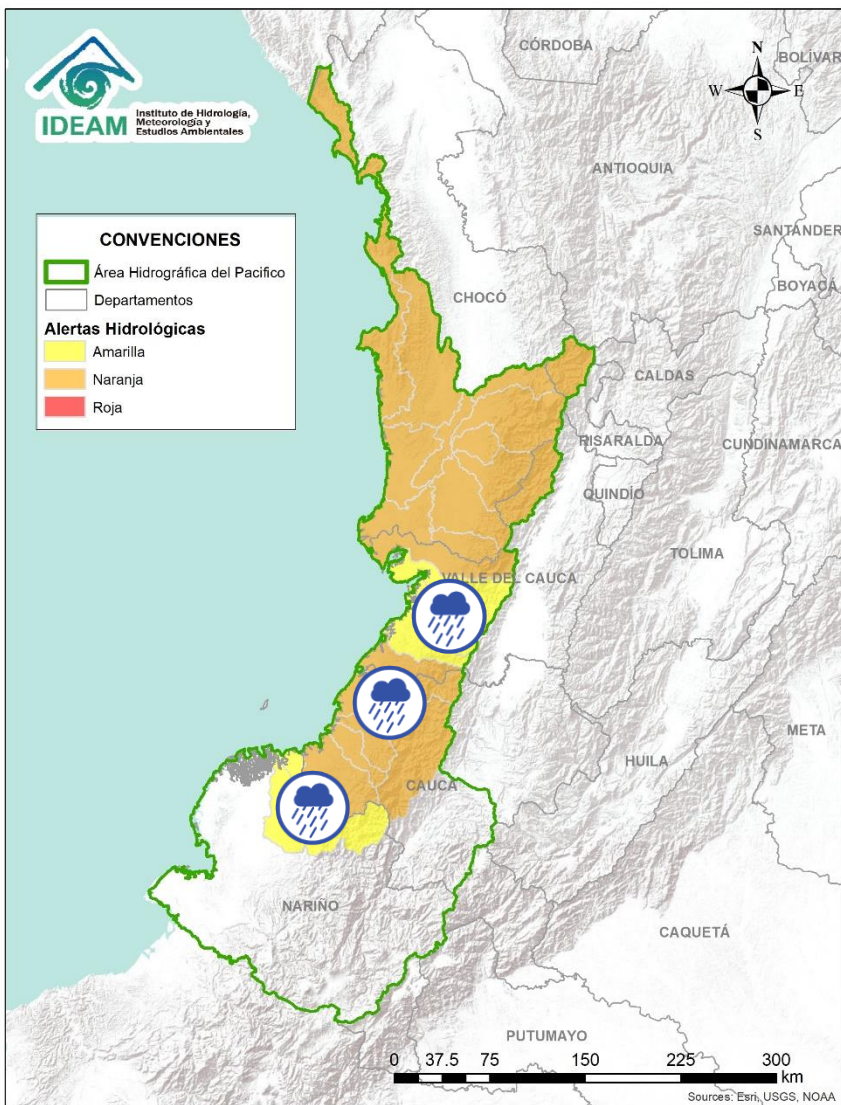 IDEAM
Instituto de Hidrología,
Meteorología y
Estudios Ambientales
CÓRDOBA
BOLÍVAR
N
W
E
S
ANTIOQUIA
SANTANDER
BOYACÁ
CONVENCIONES
Área Hidrográfica del Pacifico
Departamentos
Alertas Hidrológicas
Amarilla
Naranja
Roja
CHOCÓ
CALDAS
RISARALDA
CUNDINAMARCA
QUINDÍO
TOLIMA
VALLE DEL CAUCA
META
HUILA
CAUCA
NARIÑO
CAQUETÁ
PUTUMAYO
0 37.5 75 150 225 300
km
Sources: Esri, USGS, NOAA